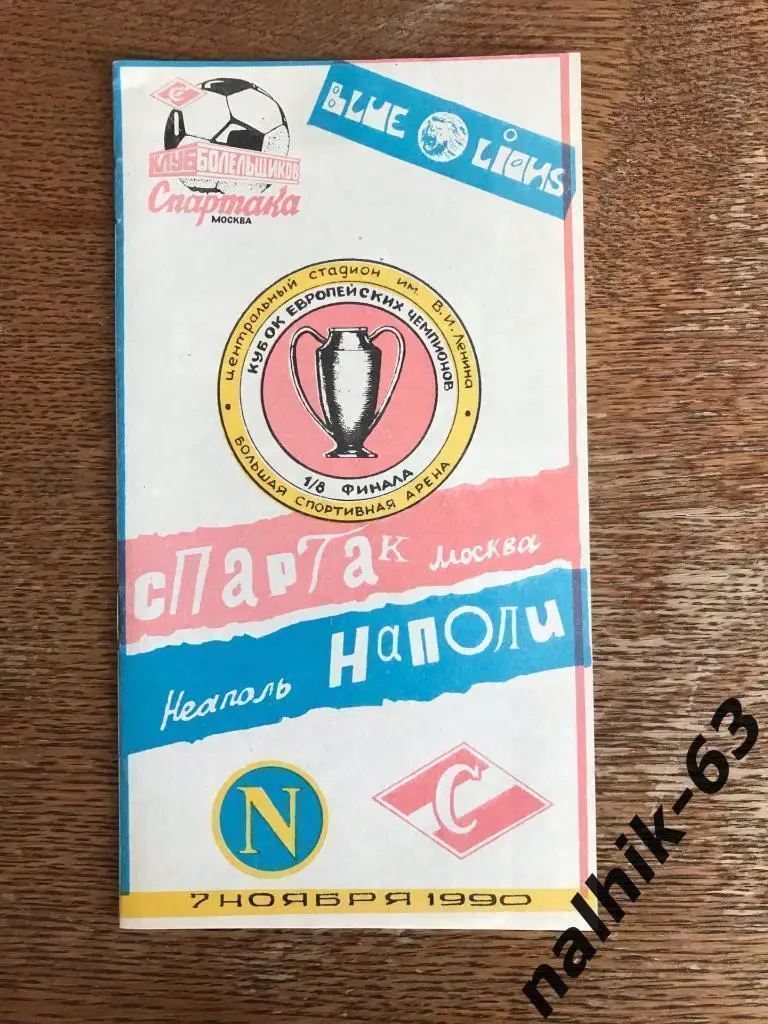 С
КЛУБ БОЛЕЛЬЩИКОВ
Спартака
МОСКВА
BLUE LIONS
ЦЕНТРАЛЬНЫЙ СТАДИОН ИМ. В.И. ЛЕНИНА
КУБОК ЕВРОПЕЙСКИХ ЧЕМПИОНОВ
1/8 ФИНАЛА
БОЛЬШАЯ СПОРТИВНАЯ АРЕНА
СПАРТАК МОСКВА
Неаполь НАПОЛИ
N
С
7 НОЯБРЯ 1990
nalhik-63